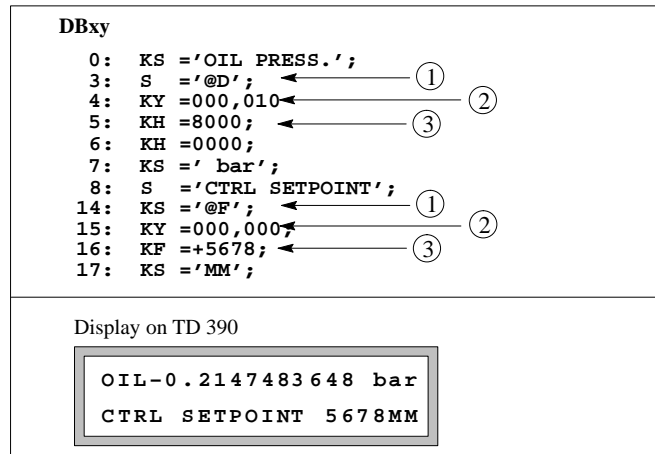 DBxy
0: KS ='OIL PRESS.';
3: S ='@D'; ①
4: KY =000,010 ②
5: KH =8000; ③
6: KH =0000;
7: KS =' bar';
8: S ='CTRL SETPOINT';
14: KS ='@F'; ①
15: KY =000,000; ②
16: KF =+5678; ③
17: KS ='MM';
Display on TD 390
OIL-0.2147483648 bar
CTRL SETPOINT 5678MM